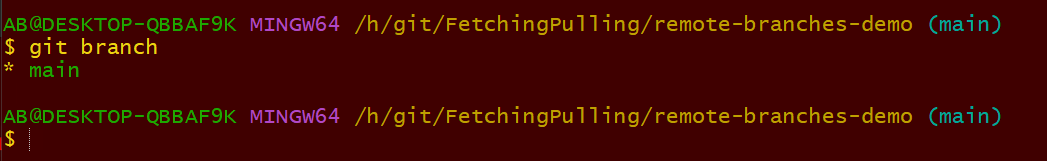 AB@DESKTOP-QBBAF9K MINGW64 /h/git/FetchingPulling/remote-branches-demo (main)
$ git branch
* main
AB@DESKTOP-QBBAF9K MINGW64 /h/git/FetchingPulling/remote-branches-demo (main)
$